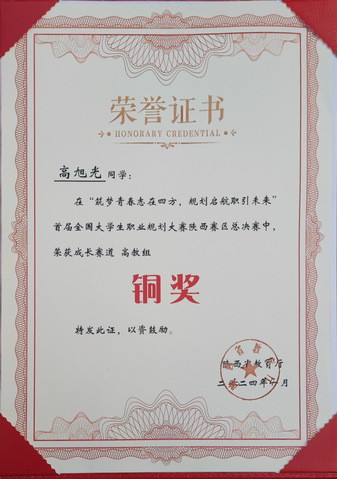 荣誉证书
HONORARY CREDENTIAL
高旭光同学：
在“筑梦青春志在四方，规划启航职引未来”
首届全国大学生职业规划大赛陕西赛区总决赛中，
荣获成长赛道 高教组
铜奖
特发此证，以资鼓励。
陕西省教育厅
二〇二四年一月